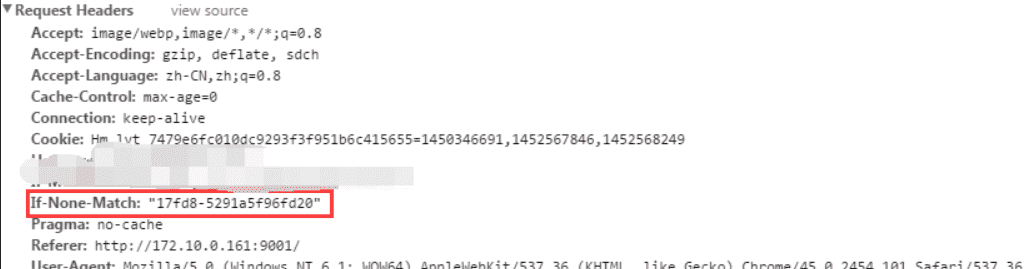 Request Headers view source
Accept: image/webp,image/*,*/*;q=0.8
Accept-Encoding: gzip, deflate, sdch
Accept-Language: zh-CN,zh;q=0.8
Cache-Control: max-age=0
Connection: keep-alive
Cookie: Hm_lvt_7479e6fc010dc9293f3f951b6c415655=1450346691,1452567846,1452568249
If-None-Match: "17fd8-5291a5f96fd20"
Pragma: no-cache
Referer: http://172.10.0.161:9001/
User-Agent: Mozilla/5.0 (Windows NT 6.1; WOW64) AppleWebKit/537.36 (KHTML, like Gecko) Chrome/45.0.2454.101 Safari/537.36